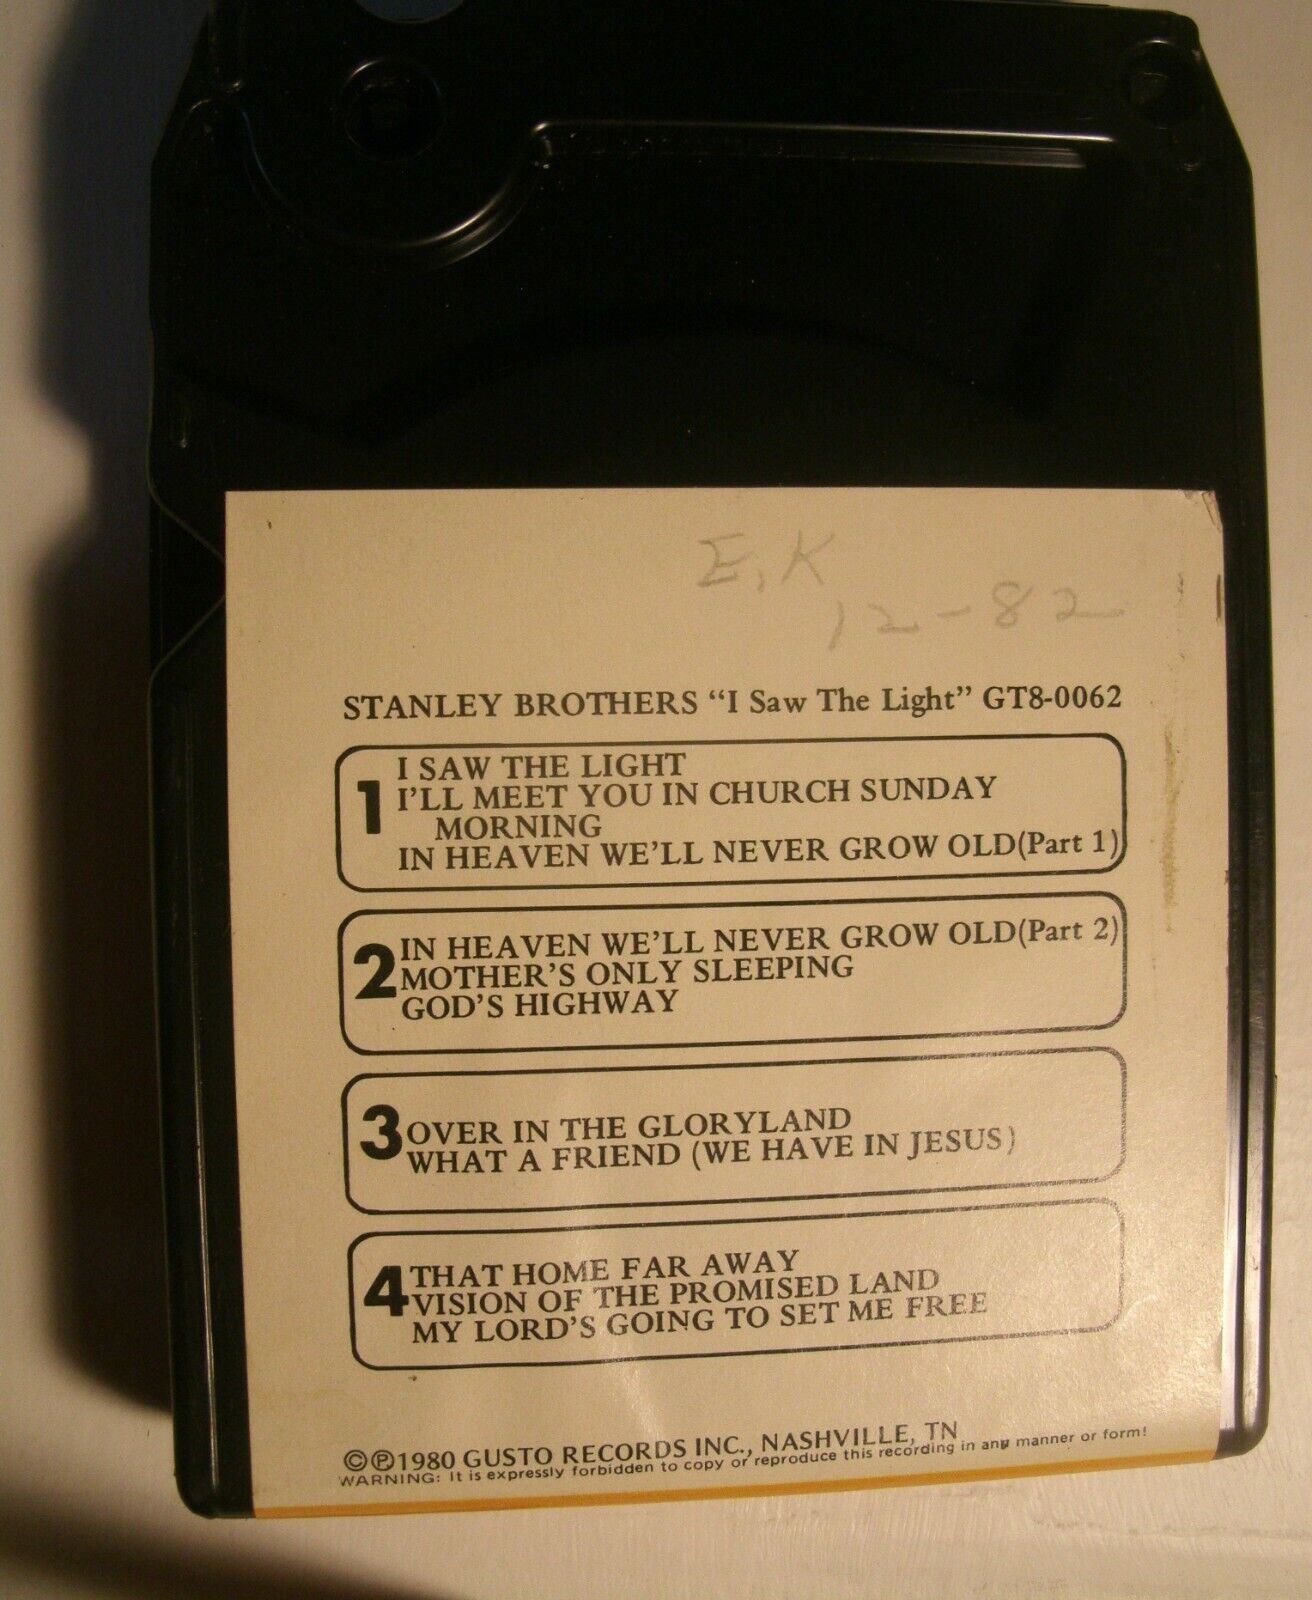 E, K
12-82
STANLEY BROTHERS “I Saw The Light” GT8-0062
1 I SAW THE LIGHT
I'LL MEET YOU IN CHURCH SUNDAY
MORNING
IN HEAVEN WE'LL NEVER GROW OLD(Part 1)
2 IN HEAVEN WE'LL NEVER GROW OLD(Part 2)
MOTHER'S ONLY SLEEPING
GOD'S HIGHWAY
3 OVER IN THE GLORYLAND
WHAT A FRIEND (WE HAVE IN JESUS)
4 THAT HOME FAR AWAY
VISION OF THE PROMISED LAND
MY LORD'S GOING TO SET ME FREE
©℗1980 GUSTO RECORDS INC., NASHVILLE, TN
WARNING: It is expressly forbidden to copy or reproduce this recording in any manner or form!